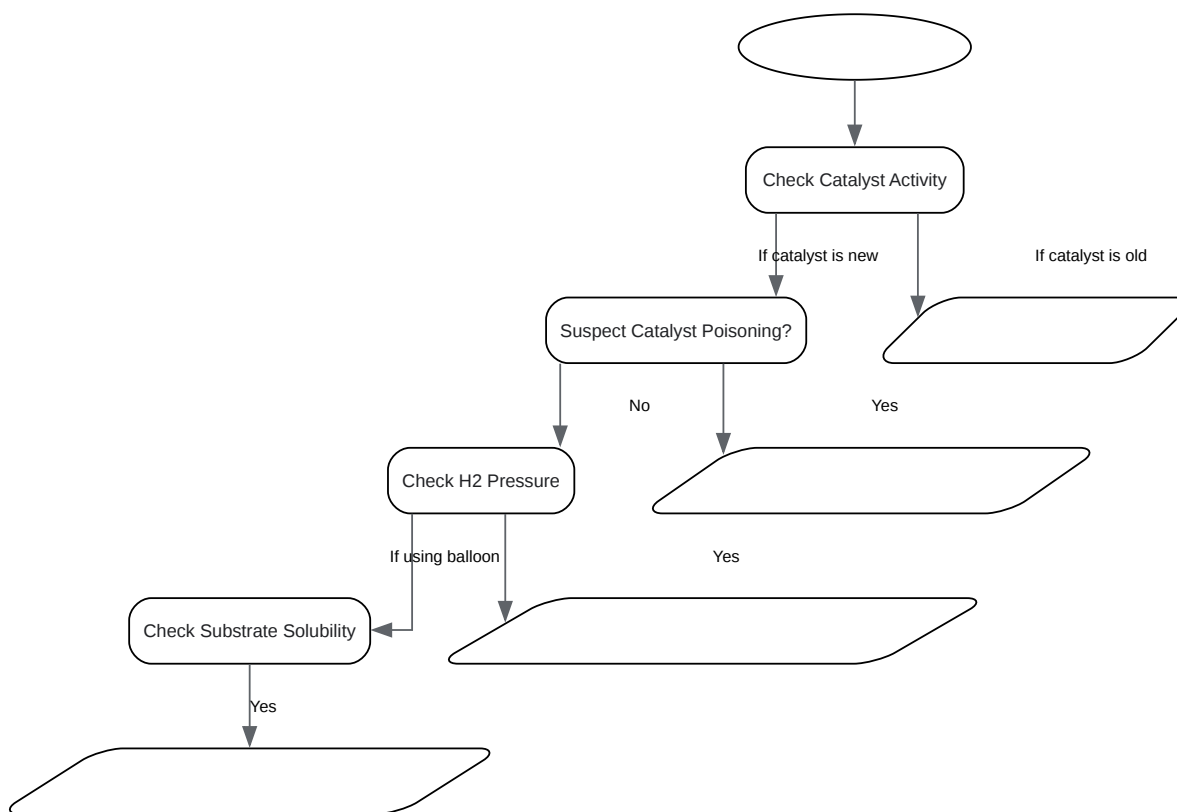 Check Catalyst Activity
If catalyst is new
If catalyst is old
Suspect Catalyst Poisoning?
No
Yes
Check H2 Pressure
If using balloon
Yes
Check Substrate Solubility
Yes